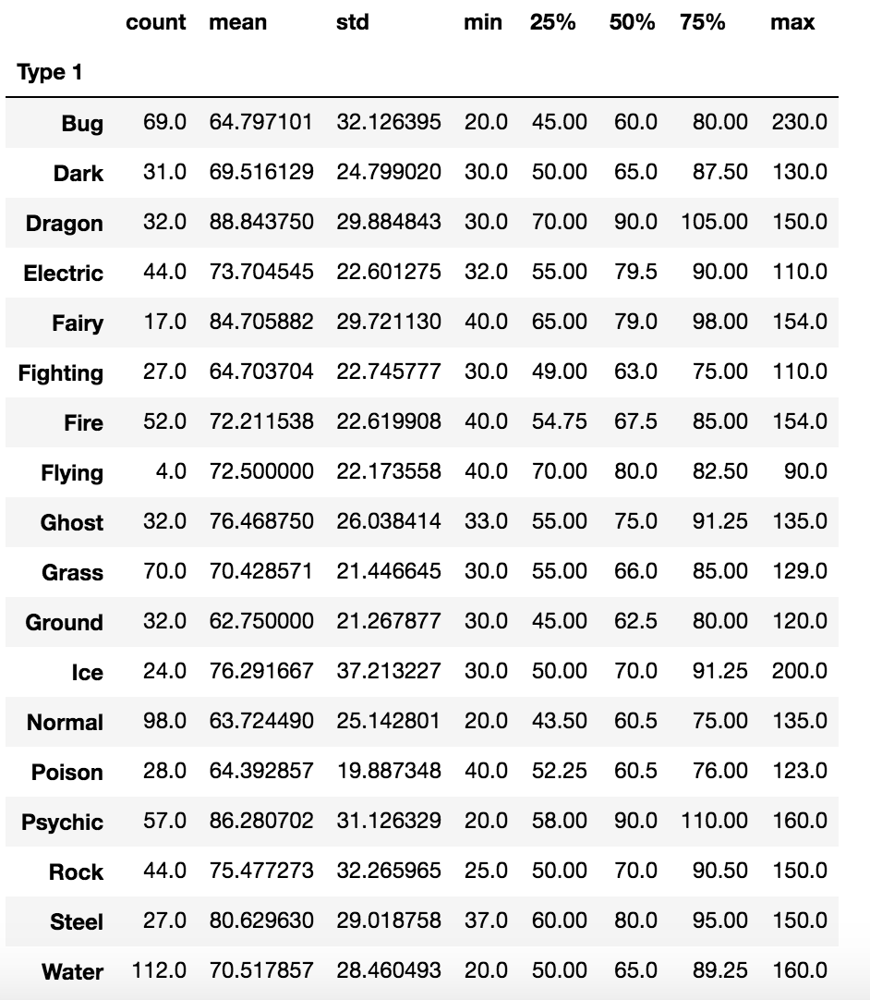 count mean std min 25% 50% 75% max
Type 1
Bug 69.0 64.797101 32.126395 20.0 45.00 60.0 80.00 230.0
Dark 31.0 69.516129 24.799020 30.0 50.00 65.0 87.50 130.0
Dragon 32.0 88.843750 29.884843 30.0 70.00 90.0 105.00 150.0
Electric 44.0 73.704545 22.601275 32.0 55.00 79.5 90.00 110.0
Fairy 17.0 84.705882 29.721130 40.0 65.00 79.0 98.00 154.0
Fighting 27.0 64.703704 22.745777 30.0 49.00 63.0 75.00 110.0
Fire 52.0 72.211538 22.619908 40.0 54.75 67.5 85.00 154.0
Flying 4.0 72.500000 22.173558 40.0 70.00 80.0 82.50 90.0
Ghost 32.0 76.468750 26.038414 33.0 55.00 75.0 91.25 135.0
Grass 70.0 70.428571 21.446645 30.0 55.00 66.0 85.00 129.0
Ground 32.0 62.750000 21.267877 30.0 45.00 62.5 80.00 120.0
Ice 24.0 76.291667 37.213227 30.0 50.00 70.0 91.25 200.0
Normal 98.0 63.724490 25.142801 20.0 43.50 60.5 75.00 135.0
Poison 28.0 64.392857 19.887348 40.0 52.25 60.5 76.00 123.0
Psychic 57.0 86.280702 31.126329 20.0 58.00 90.0 110.00 160.0
Rock 44.0 75.477273 32.265965 25.0 50.00 70.0 90.50 150.0
Steel 27.0 80.629630 29.018758 37.0 60.00 80.0 95.00 150.0
Water 112.0 70.517857 28.460493 20.0 50.00 65.0 89.25 160.0